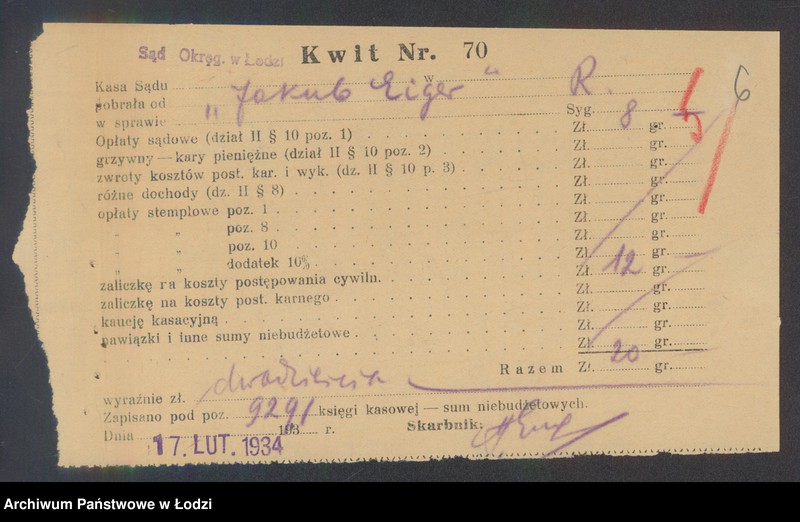 Sąd Okręg. w Łodzi Kwit Nr. 70
6
Kasa Sądu w
pobrała od „Jakub Eiger" R.
w sprawie Syg.
Opłaty sądowe (dział II § 10 poz. 1) Zł. 8 gr. —
grzywny — kary pieniężne (dział II § 10 poz. 2) Zł. gr.
zwroty kosztów post. kar. i wyk. (dz. II § 10 p. 3) Zł. gr.
różne dochody (dz. II § 8) Zł. gr.
opłaty stemplowe poz. 1 Zł. gr.
„ „ poz. 8 Zł. gr.
„ „ poz. 10 Zł. gr.
„ „ dodatek 10% Zł. gr.
zaliczkę na koszty postępowania cywiln. Zł. 12 gr.
zaliczkę na koszty post. karnego Zł. gr.
kaucję kasacyjną Zł. gr.
nawiązki i inne sumy niebudżetowe Zł. gr.
Zł. gr.
Razem Zł. 20 gr.
wyraźnie zł. dwadzieścia
Zapisano pod poz. 9291 księgi kasowej — sum niebudżetowych.
Dnia 193 r. Skarbnik:
17. LUT. 1934
Archiwum Państwowe w Łodzi